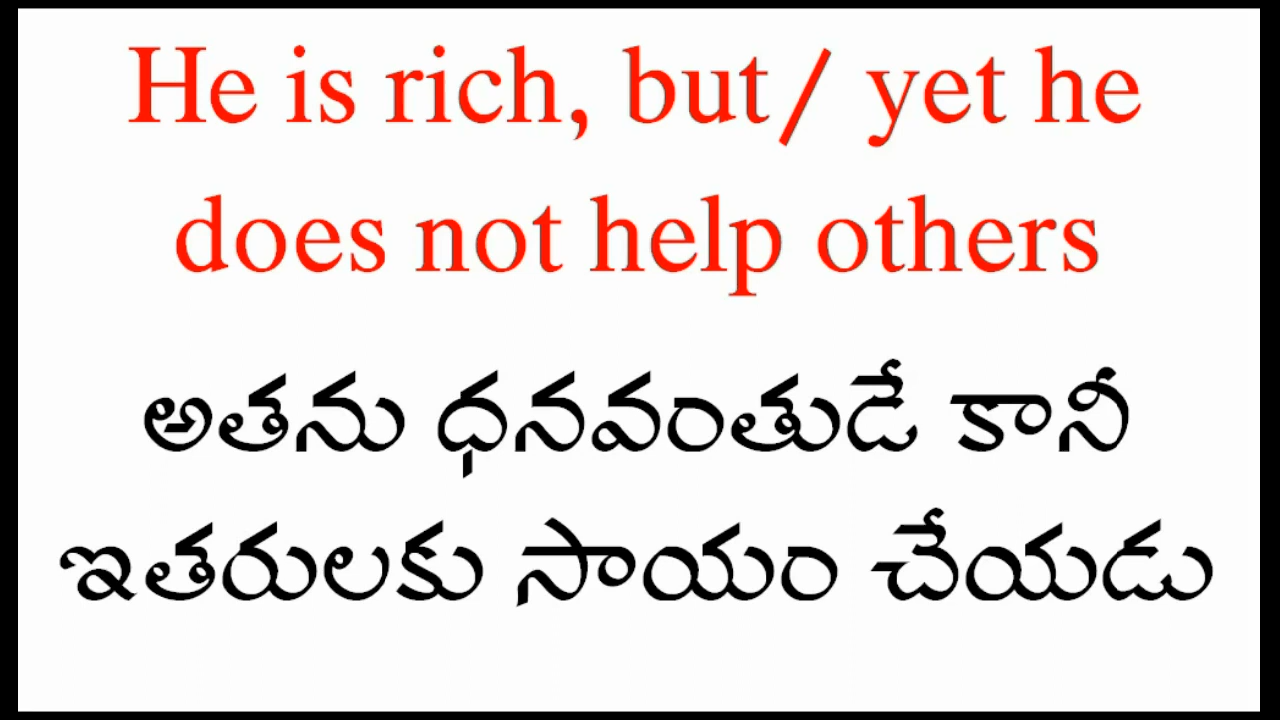 He is rich, but/ yet he
does not help others
అతను ధనవంతుడే కానీ
ఇతరులకు సాయం చేయడు